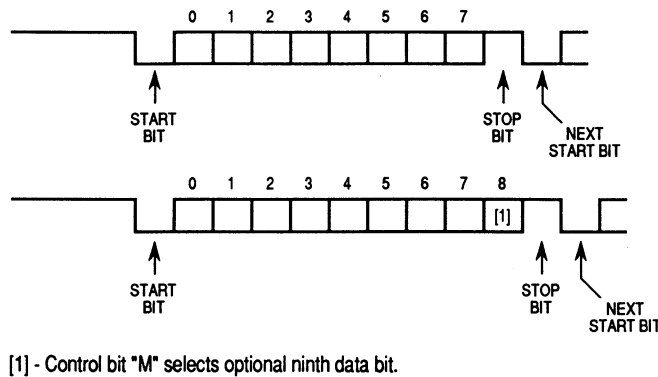 0 1 2 3 4 5 6 7
START
BIT
STOP
BIT
NEXT
START BIT
0 1 2 3 4 5 6 7 8
[1]
START
BIT
STOP
BIT
NEXT
START BIT
[1] - Control bit "M" selects optional ninth data bit.